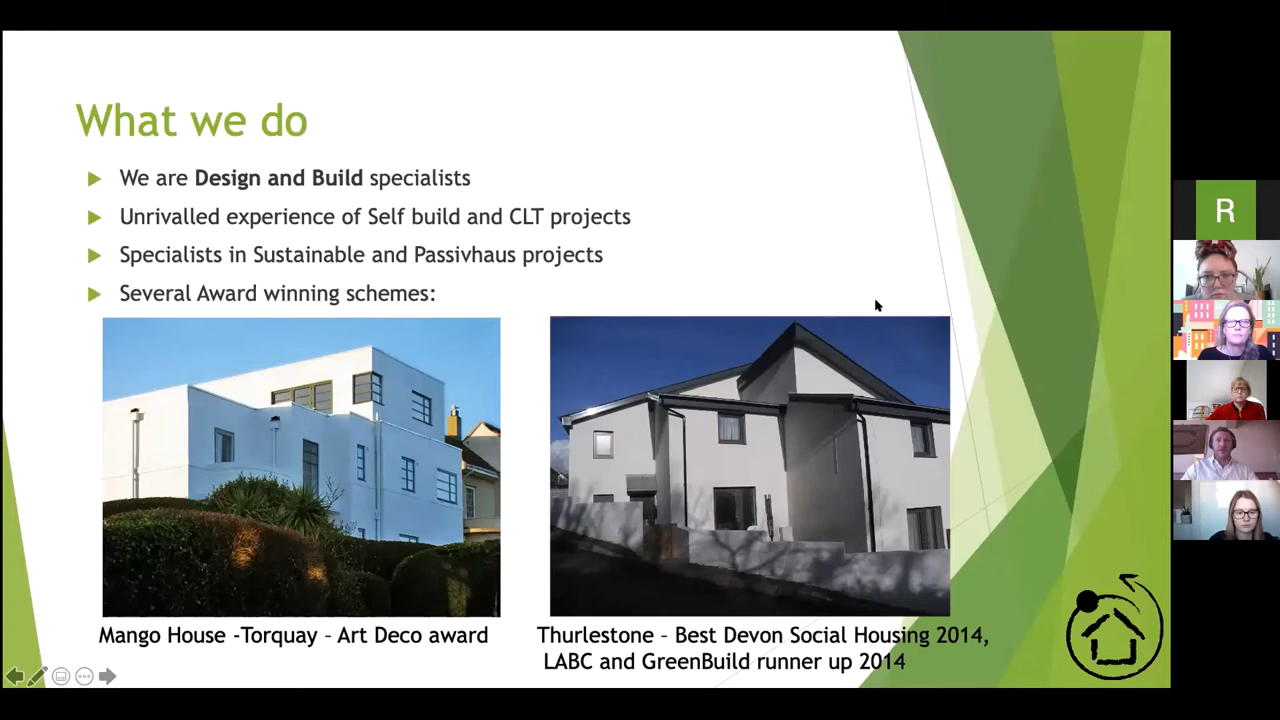 What we do
We are Design and Build specialists
Unrivalled experience of Self build and CLT projects
Specialists in Sustainable and Passivhaus projects
Several Award winning schemes:
Mango House -Torquay – Art Deco award
Thurlestone – Best Devon Social Housing 2014,
LABC and GreenBuild runner up 2014
R